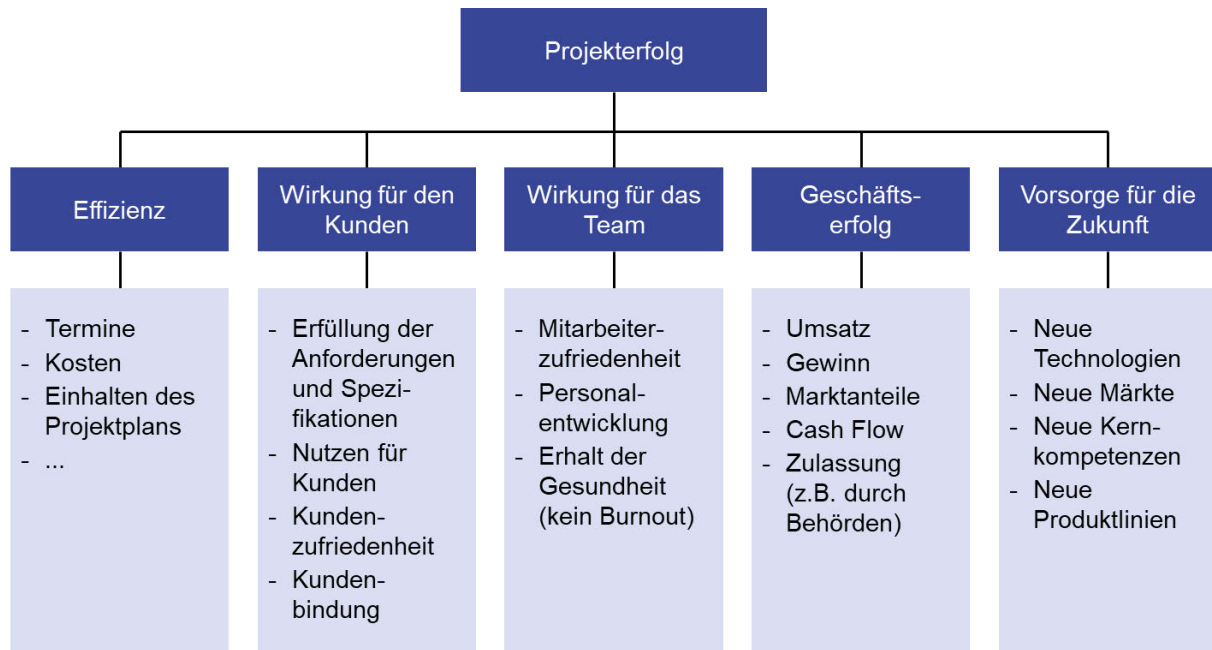 Projekterfolg
Effizienz
Wirkung für den
Kunden
Wirkung für das
Team
Geschäfts-
erfolg
Vorsorge für die
Zukunft
- Termine
- Kosten
- Einhalten des
Projektplans
- ...
- Erfüllung der
Anforderungen
und Spezi-
fikationen
- Nutzen für
Kunden
- Kunden-
zufriedenheit
- Kunden-
bindung
- Mitarbeiter-
zufriedenheit
- Personal-
entwicklung
- Erhalt der
Gesundheit
(kein Burnout)
- Umsatz
- Gewinn
- Marktanteile
- Cash Flow
- Zulassung
(z.B. durch
Behörden)
- Neue
Technologien
- Neue Märkte
- Neue Kern-
kompetenzen
- Neue
Produktlinien